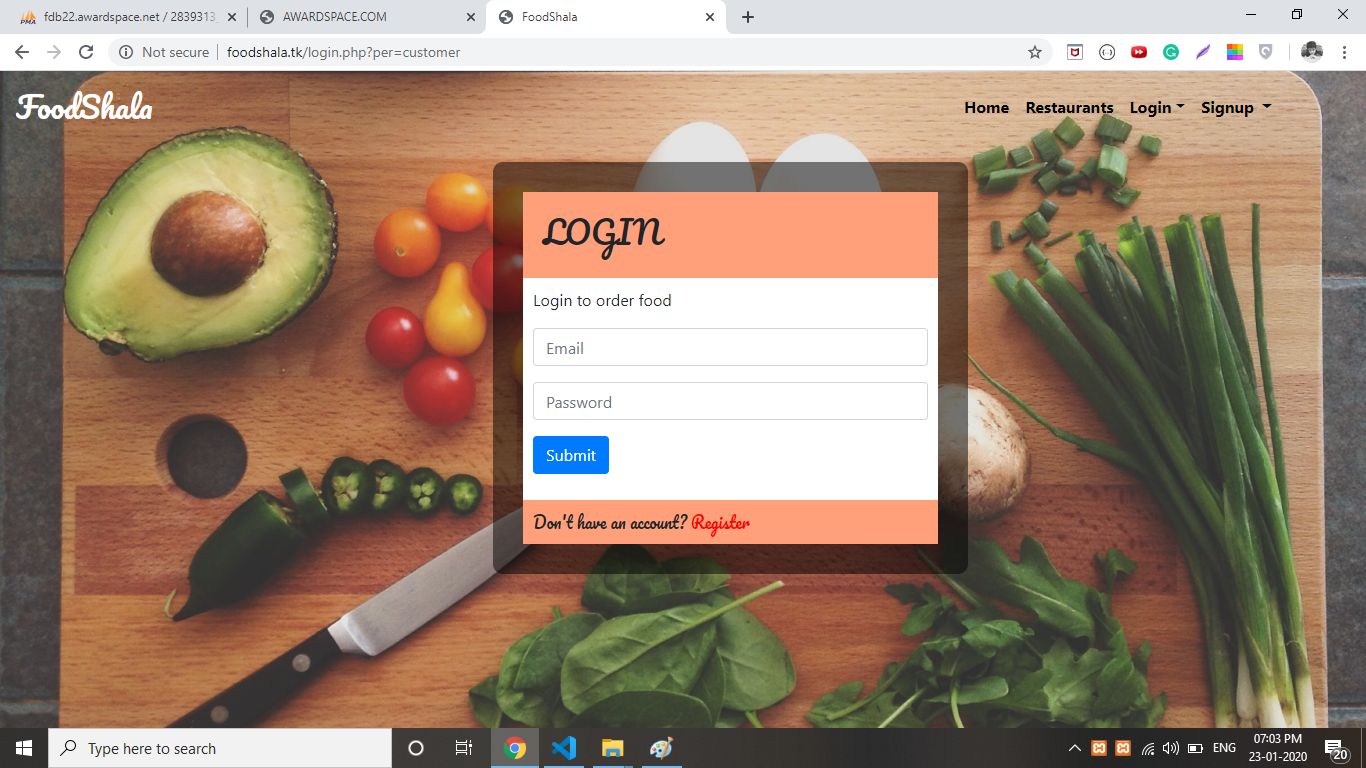 fdb22.awardspace.net / 2839313_
AWARDSPACE.COM
FoodShala
Not secure
foodshala.tk/login.php?per=customer
FoodShala
Home
Restaurants
Login
Signup
LOGIN
Login to order food
Email
Password
Submit
Don't have an account? Register
Type here to search
ENG
07:03 PM
23-01-2020
20